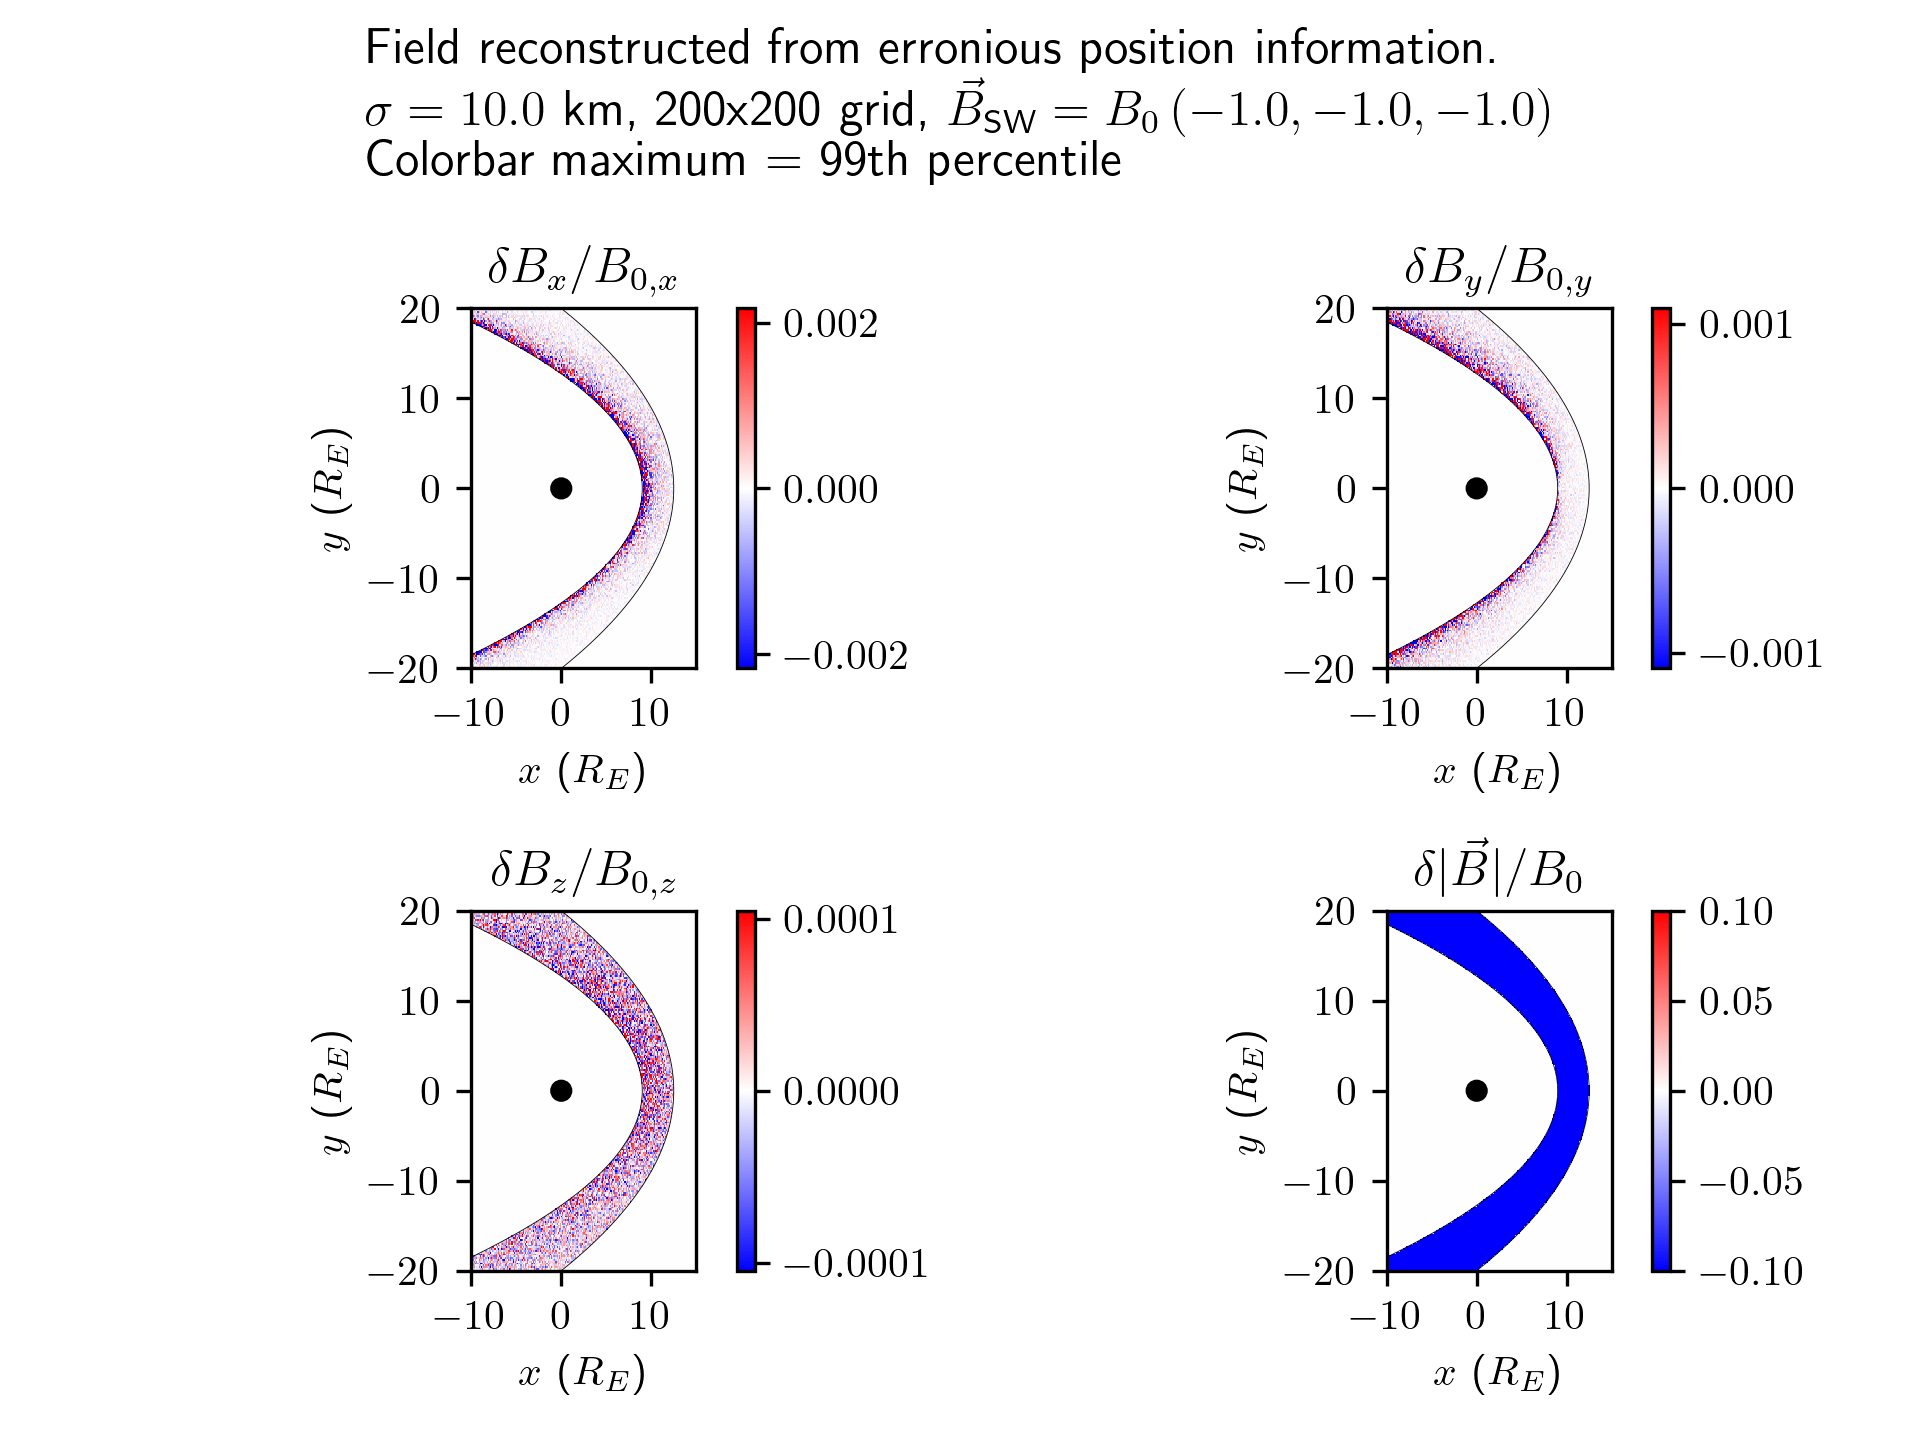 Field reconstructed from erronious position information.
σ = 10.0 km, 200x200 grid, B⃗_SW = B₀ (−1.0, −1.0, −1.0)
Colorbar maximum = 99th percentile
δB_x/B_{0,x}
20
10
0
−10
−20
y (R_E)
−10 0 10
x (R_E)
0.002
0.000
−0.002
δB_y/B_{0,y}
20
10
0
−10
−20
y (R_E)
−10 0 10
x (R_E)
0.001
0.000
−0.001
δB_z/B_{0,z}
20
10
0
−10
−20
y (R_E)
−10 0 10
x (R_E)
0.0001
0.0000
−0.0001
δ|B⃗|/B₀
20
10
0
−10
−20
y (R_E)
−10 0 10
x (R_E)
0.10
0.05
0.00
−0.05
−0.10